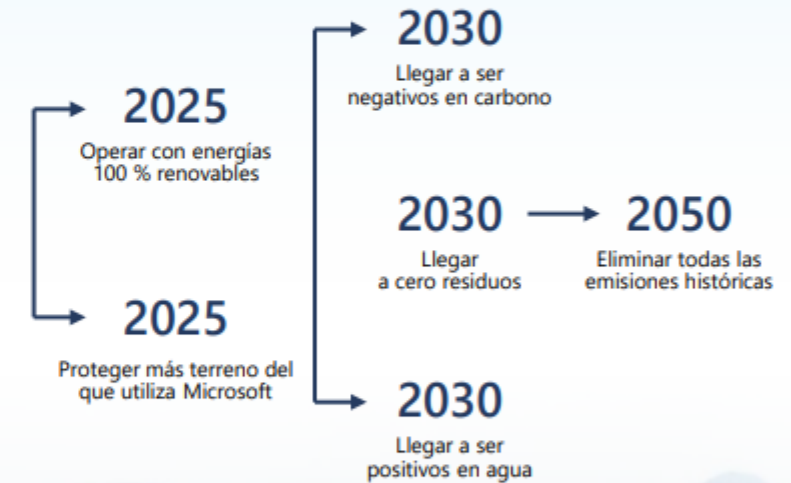 2025
Operar con energías
100 % renovables
2025
Proteger más terreno del
que utiliza Microsoft
2030
Llegar a ser
negativos en carbono
2030
Llegar
a cero residuos
2030
Llegar a ser
positivos en agua
2050
Eliminar todas las
emisiones históricas